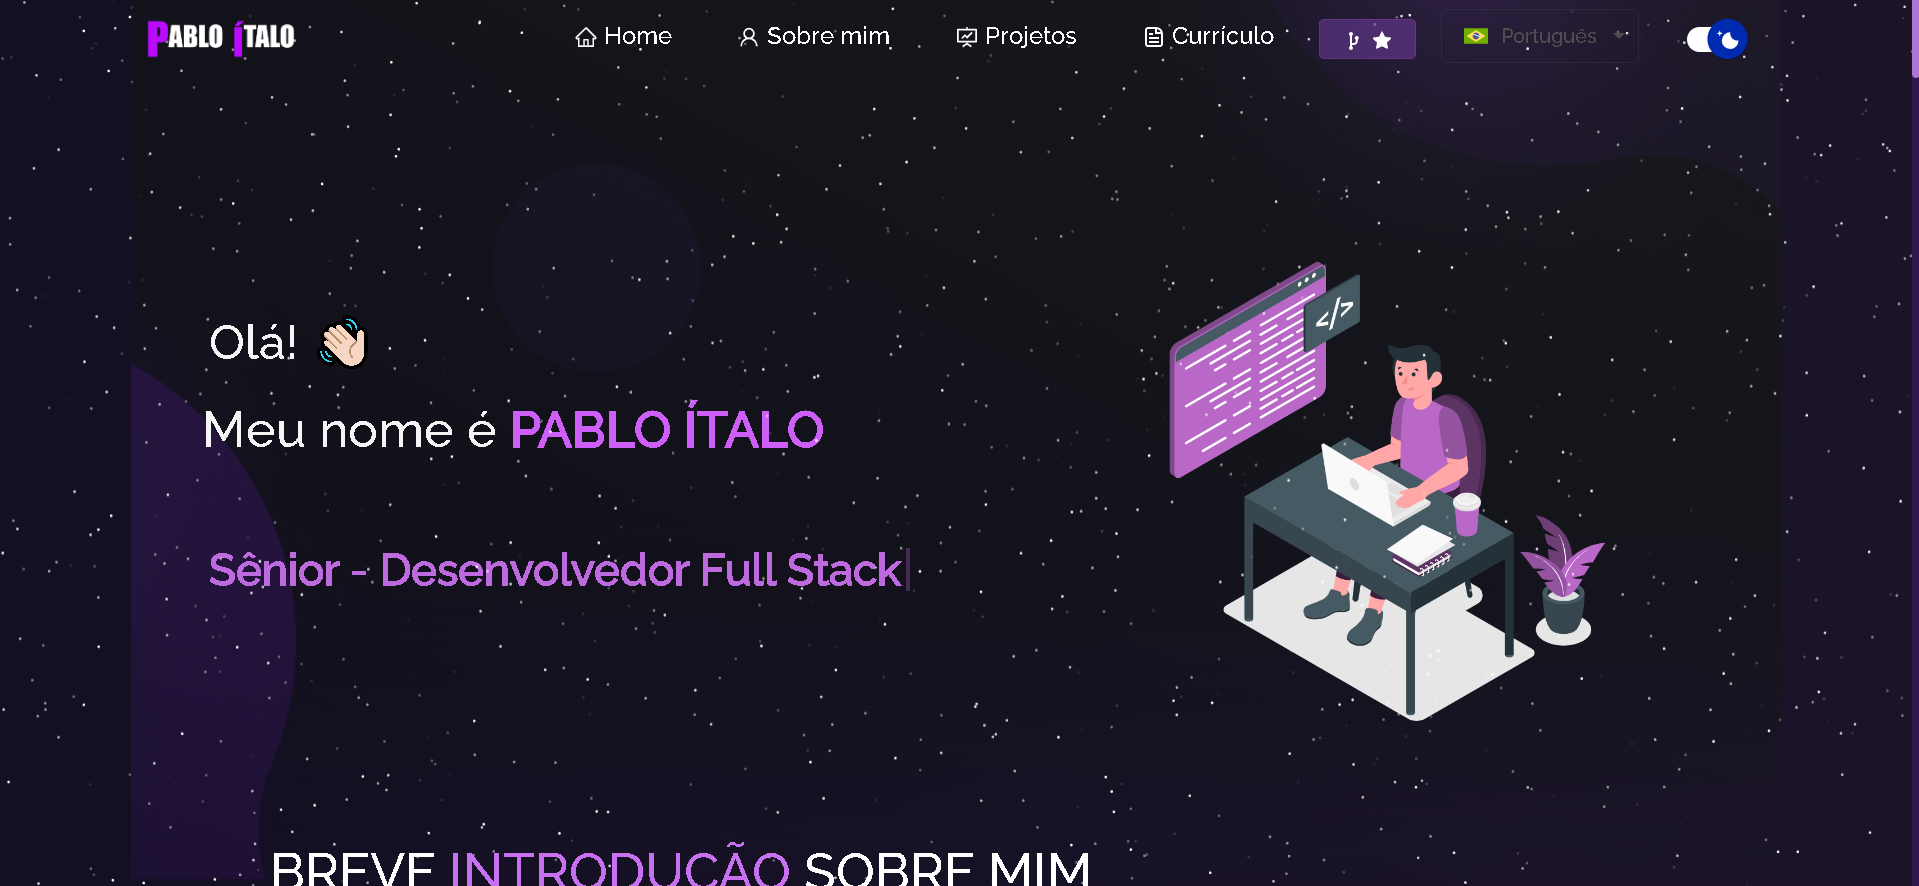 PABLO ÍTALO
Home
Sobre mim
Projetos
Currículo
Português
Olá! 👋🏻
Meu nome é PABLO ÍTALO
</>
Sênior - Desenvolvedor Full Stack
BREVE INTRODUÇÃO SOBRE MIM